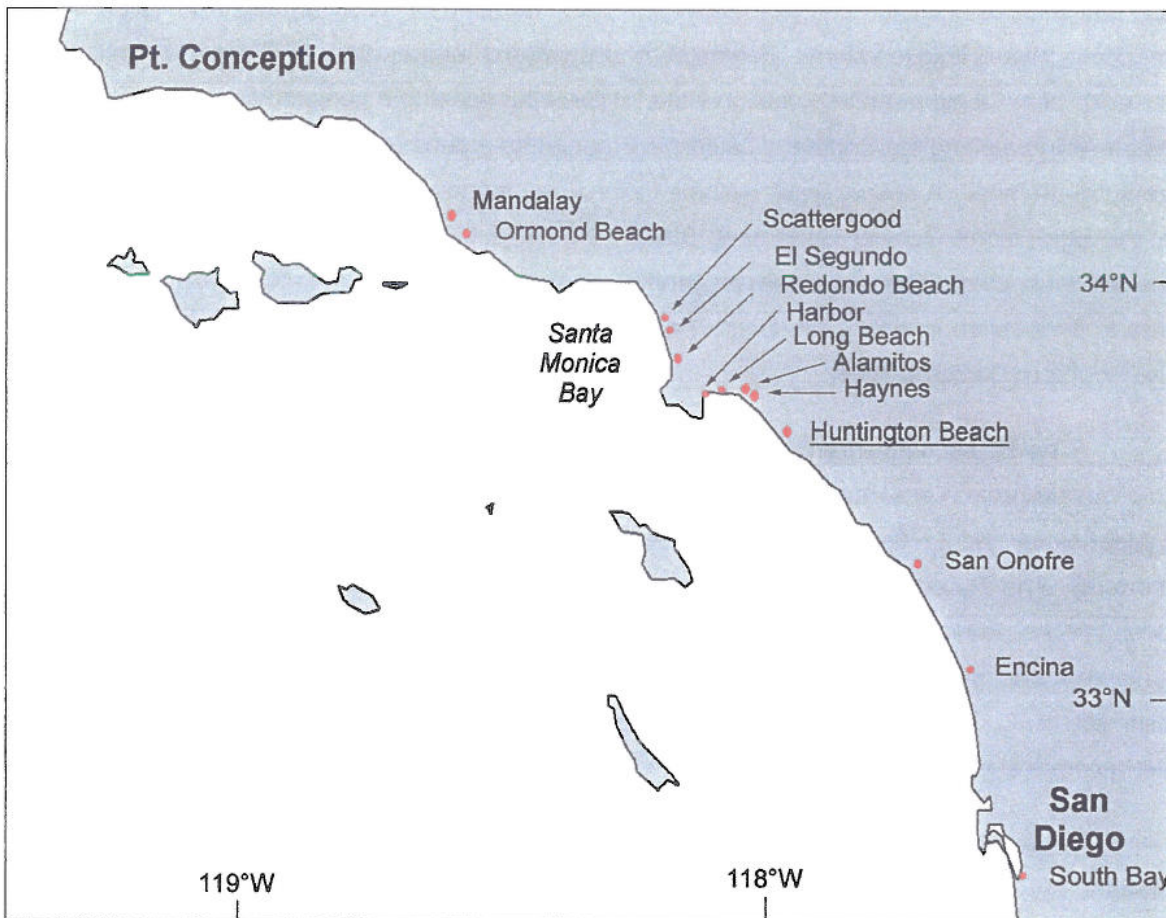 Pt. Conception
Mandalay
Ormond Beach
Scattergood
El Segundo
Redondo Beach
Harbor
Long Beach
Alamitos
Haynes
Huntington Beach
34°N
Santa
Monica
Bay
San Onofre
Encina
33°N
San
Diego
South Bay
119°W
118°W